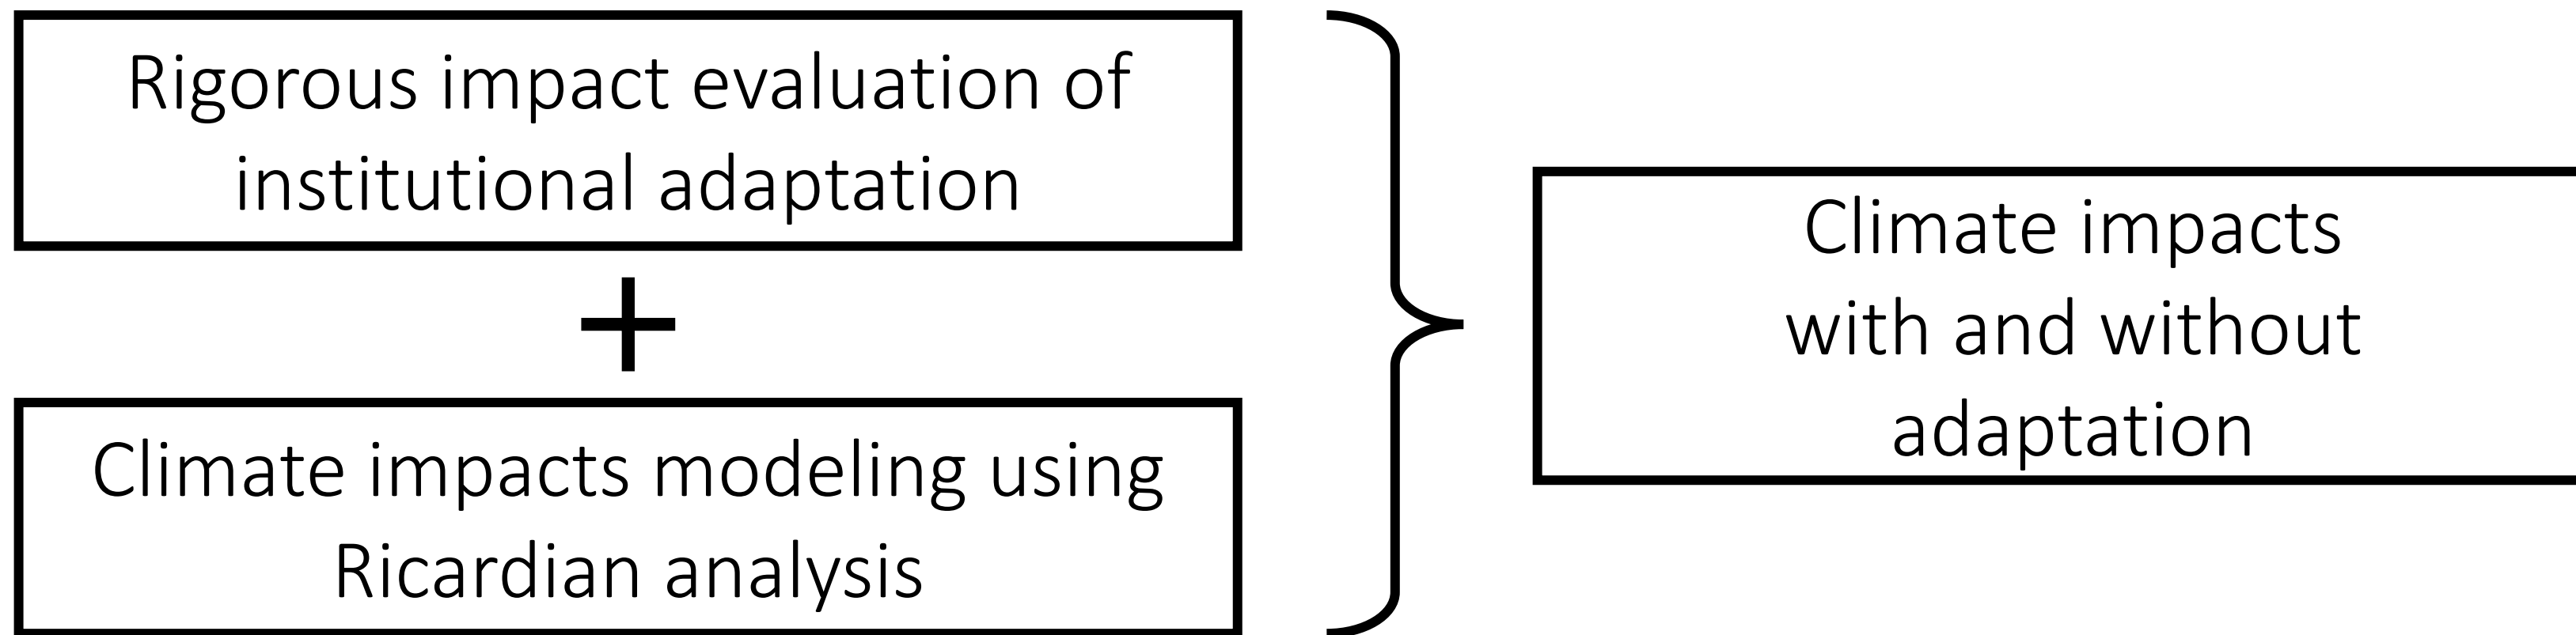 Rigorous impact evaluation of
institutional adaptation
+
Climate impacts modeling using
Ricardian analysis
Climate impacts
with and without
adaptation